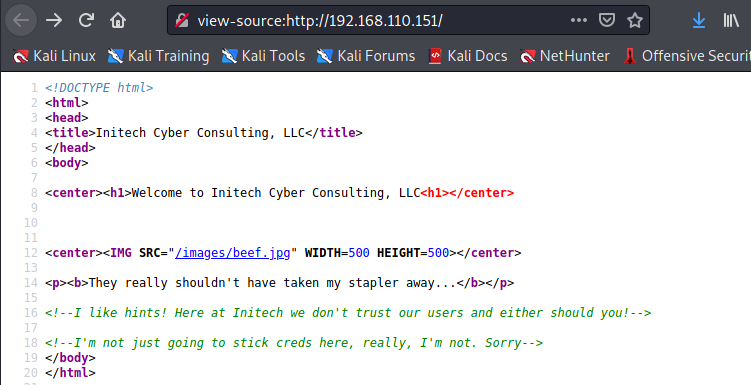 view-source:http://192.168.110.151/
Kali Linux Kali Training Kali Tools Kali Forums Kali Docs NetHunter Offensive Securit
1 <!DOCTYPE html>
2 <html>
3 <head>
4 <title>Initech Cyber Consulting, LLC</title>
5 </head>
6 <body>
7
8 <center><h1>Welcome to Initech Cyber Consulting, LLC<h1></center>
9
10
11
12 <center><IMG SRC="/images/beef.jpg" WIDTH=500 HEIGHT=500></center>
13
14 <p><b>They really shouldn't have taken my stapler away...</b></p>
15
16 <!--I like hints! Here at Initech we don't trust our users and either should you!-->
17
18 <!--I'm not just going to stick creds here, really, I'm not. Sorry-->
19 </body>
20 </html>
21